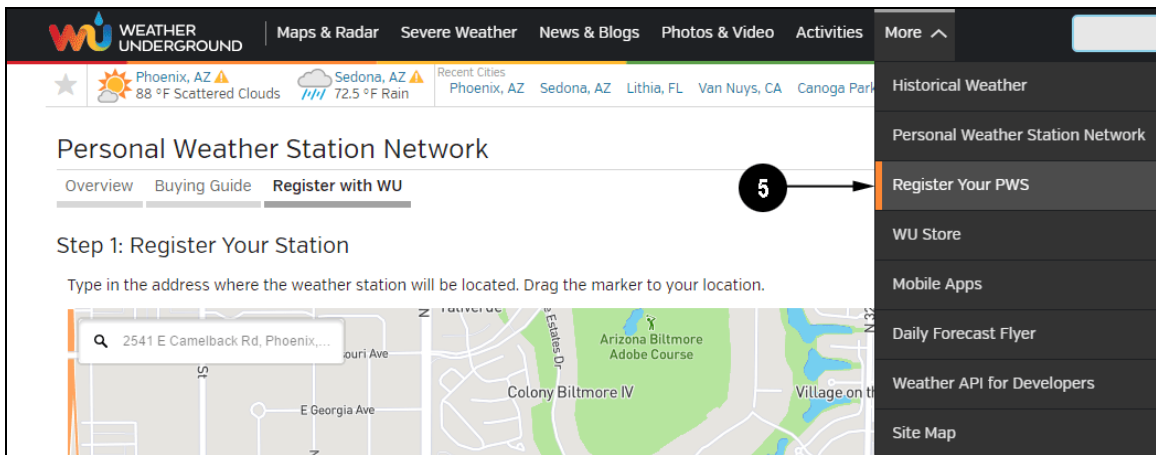 WEATHER
UNDERGROUND
Maps & Radar Severe Weather News & Blogs Photos & Video Activities More
Phoenix, AZ
88 °F Scattered Clouds
Sedona, AZ
72.5 °F Rain
Recent Cities
Phoenix, AZ Sedona, AZ Lithia, FL Van Nuys, CA Canoga Park
Historical Weather
Personal Weather Station Network
Register Your PWS
WU Store
Mobile Apps
Daily Forecast Flyer
Weather API for Developers
Site Map
5
Personal Weather Station Network
Overview Buying Guide Register with WU
Step 1: Register Your Station
Type in the address where the weather station will be located. Drag the marker to your location.
2541 E Camelback Rd, Phoenix,...
ouri Ave
St
E Georgia Ave
N
Estates Dr
Arizona Biltmore
Adobe Course
Colony Biltmore IV
Village on th
N 32
N